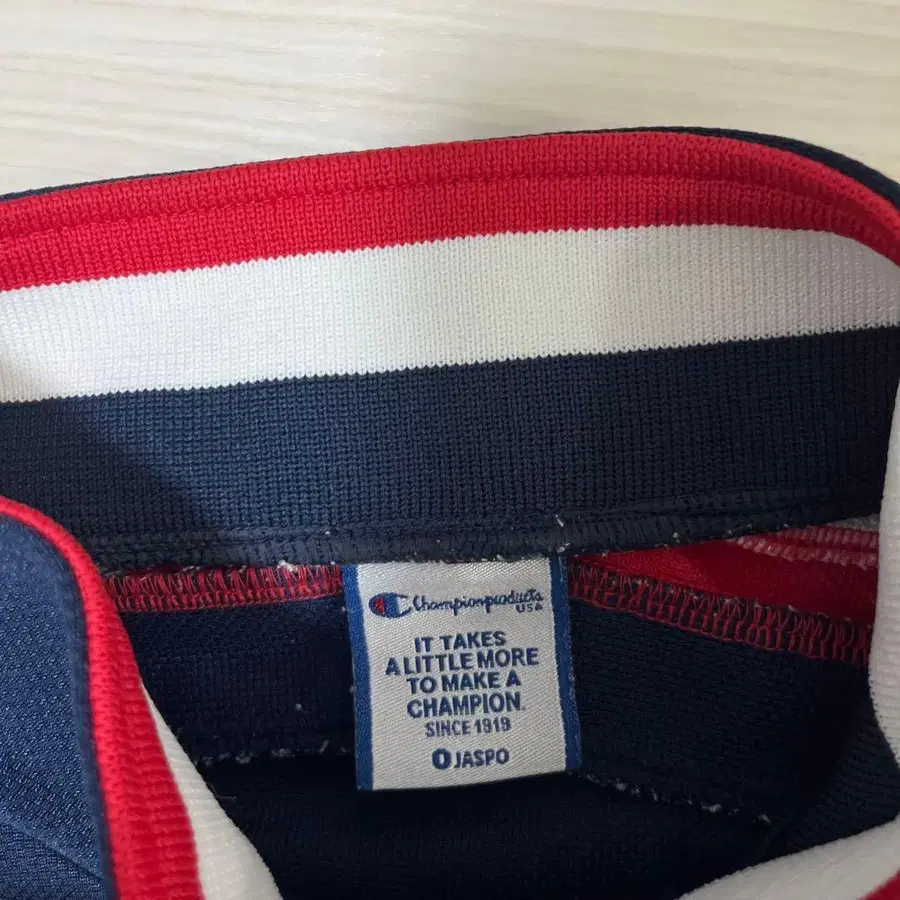 Championproducts
USA
IT TAKES
A LITTLE MORE
TO MAKE A
CHAMPION.
SINCE 1919
O JASPO